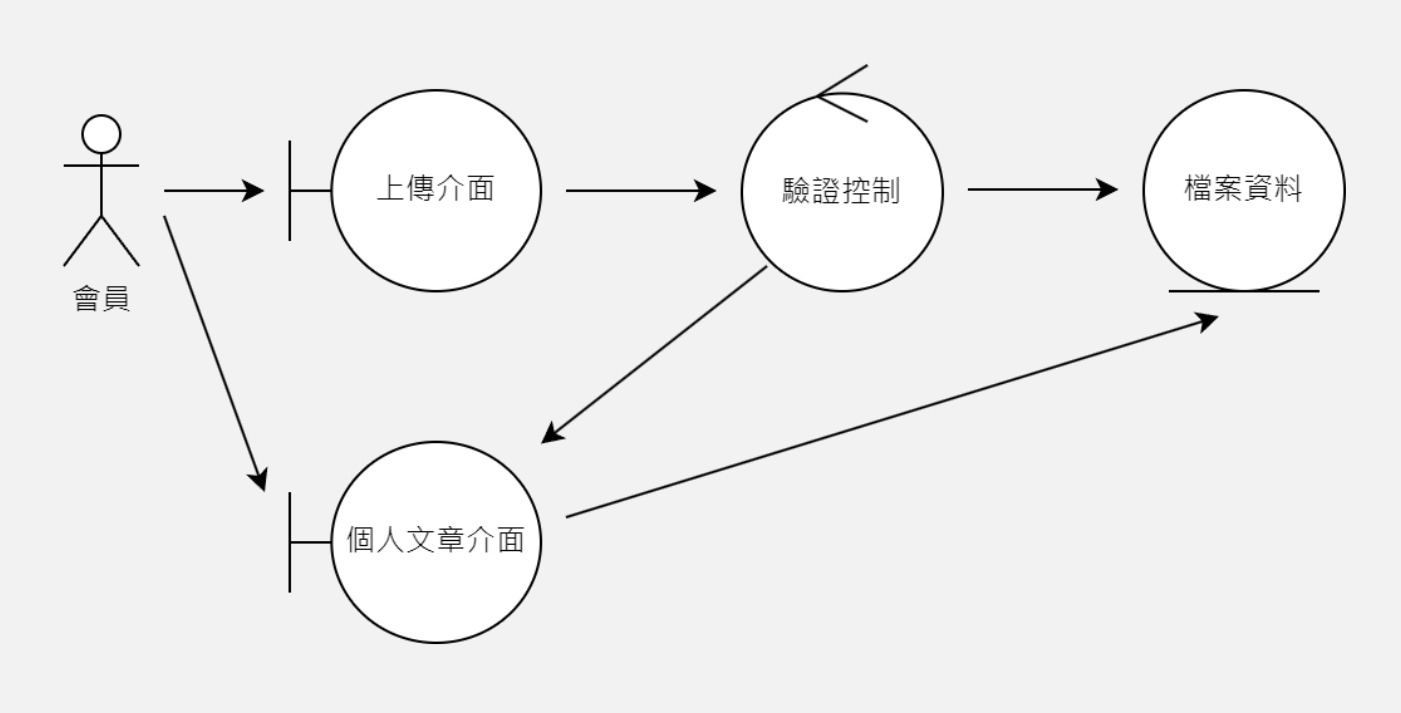 上傳介面
驗證控制
檔案資料
會員
個人文章介面